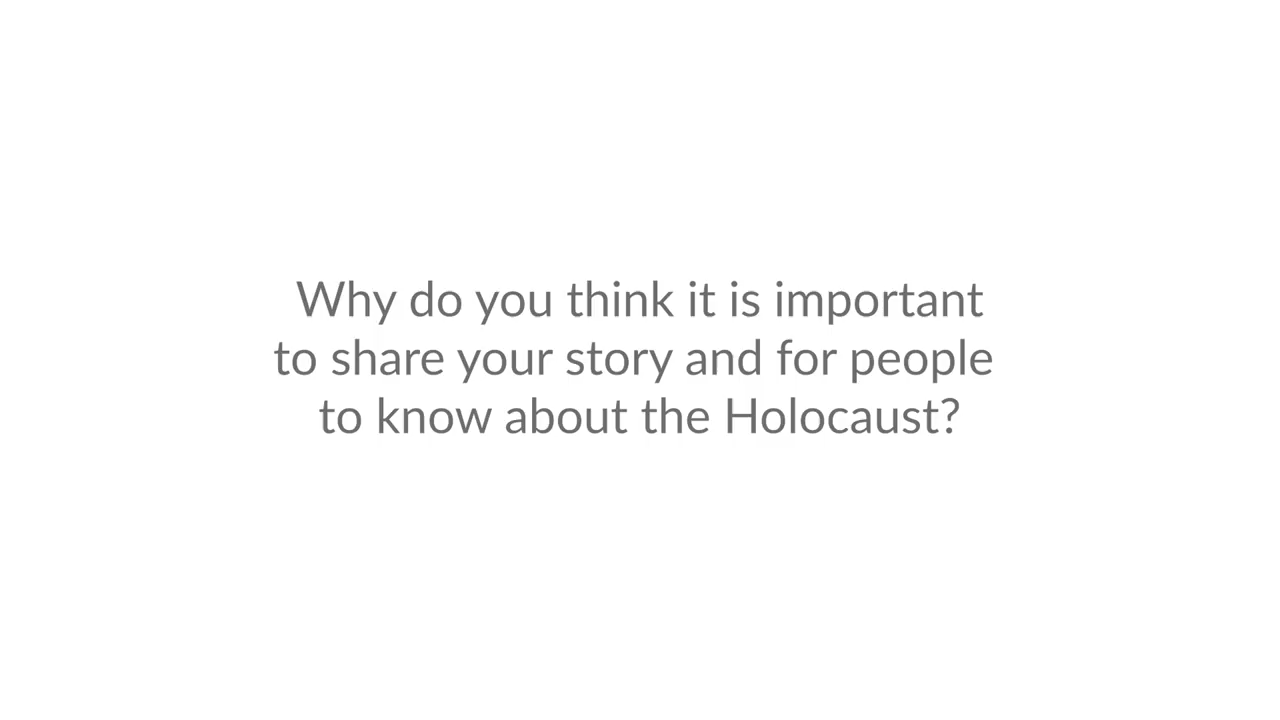 Why do you think it is important
to share your story and for people
to know about the Holocaust?